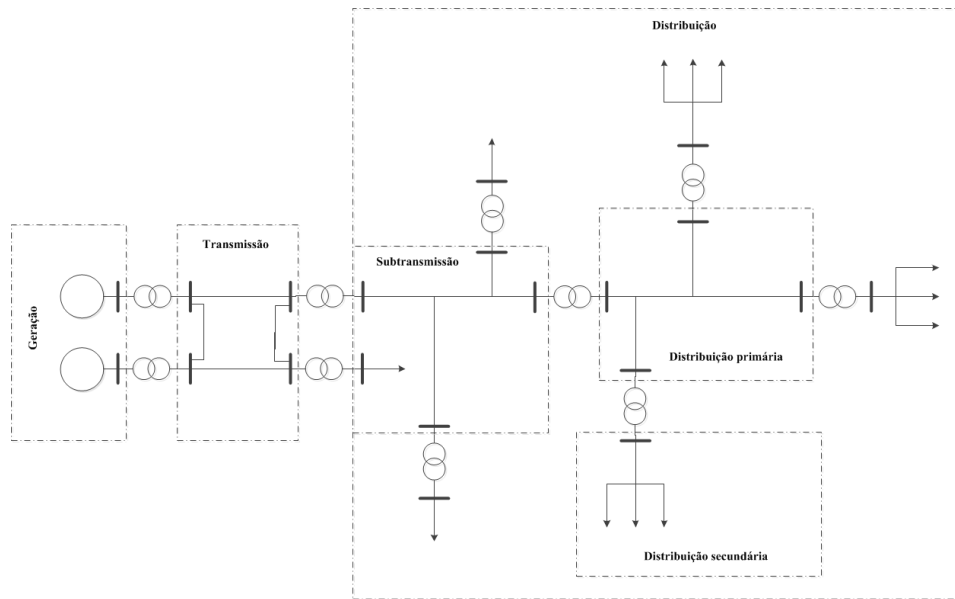 Distribuição
Transmissão
Subtransmissão
Geração
Distribuição primária
Distribuição secundária